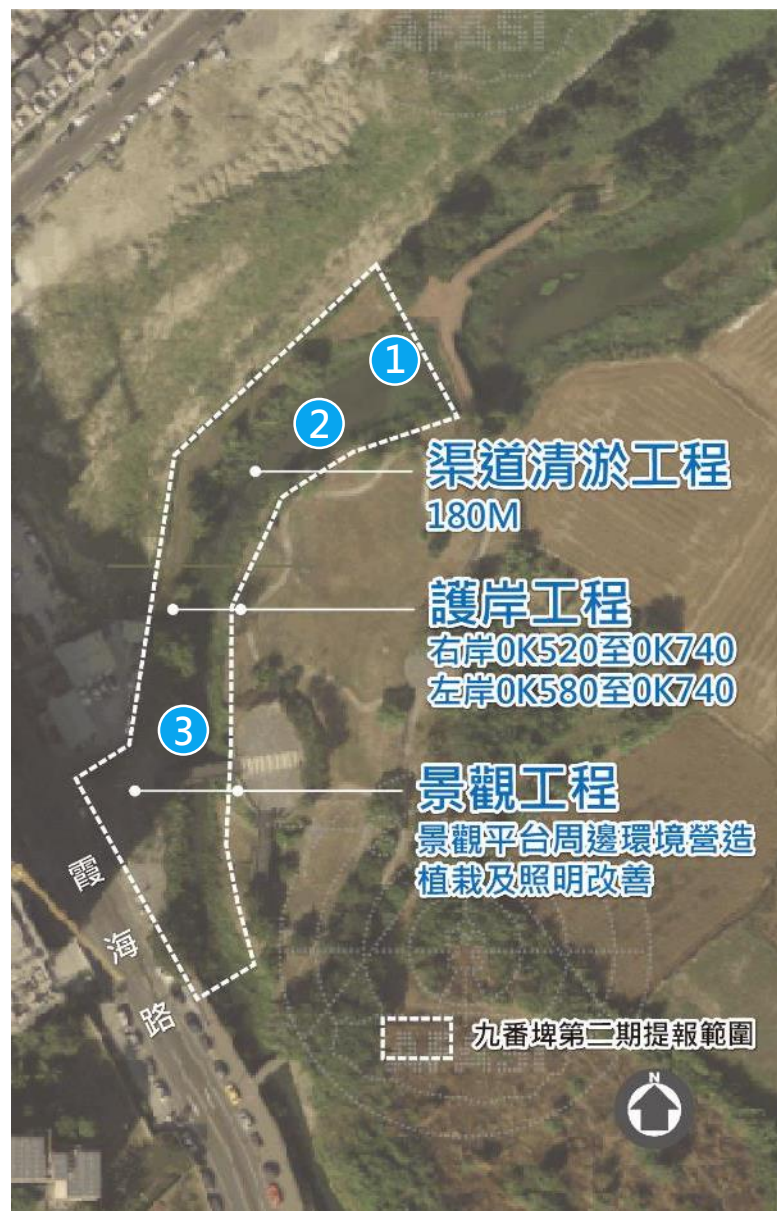 1
2
渠道清淤工程
180M
護岸工程
右岸0K520至0K740
左岸0K580至0K740
3
景觀工程
景觀平台周邊環境營造
植栽及照明改善
霞海路
九番埤第二期提報範圍
N